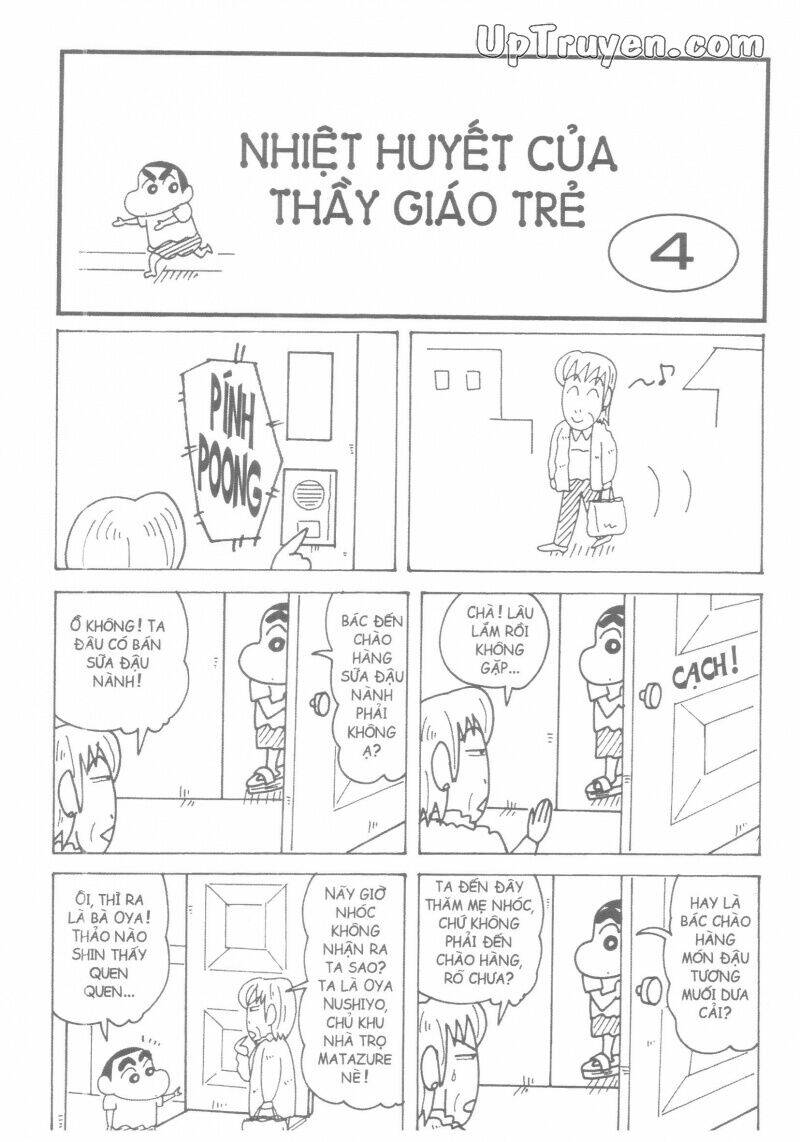 UpTruyen.com
NHIỆT HUYẾT CỦA
THẦY GIÁO TRẺ
4
PÍNH
POONG
CẠCH!
CHÀ! LÂU
LẮM RỒI
KHÔNG
GẶP...
BÁC ĐẾN
CHÀO
HÀNG
SỮA ĐẬU
NÀNH
PHẢI
KHÔNG
Ạ?
Ồ KHÔNG! TA
ĐÂU CÓ BÁN
SỮA ĐẬU
NÀNH!
HAY LÀ
BÁC CHÀO
HÀNG
MÓN ĐẬU
TƯƠNG
MUỐI DƯA
CẢI?
TA ĐẾN ĐÂY
THĂM MẸ NHÓC,
CHỨ KHÔNG
PHẢI ĐẾN
CHÀO HÀNG,
RÕ CHƯA?
NÃY GIỜ
NHÓC
KHÔNG
NHẬN RA
TA SAO?
TA LÀ OYA
NUSHIYO,
CHỦ KHU
NHÀ TRỌ
MATAZURE
NÈ!
ÔI, THÌ RA
LÀ BÀ OYA!
THẢO NÀO
SHIN THẤY
QUEN
QUEN...